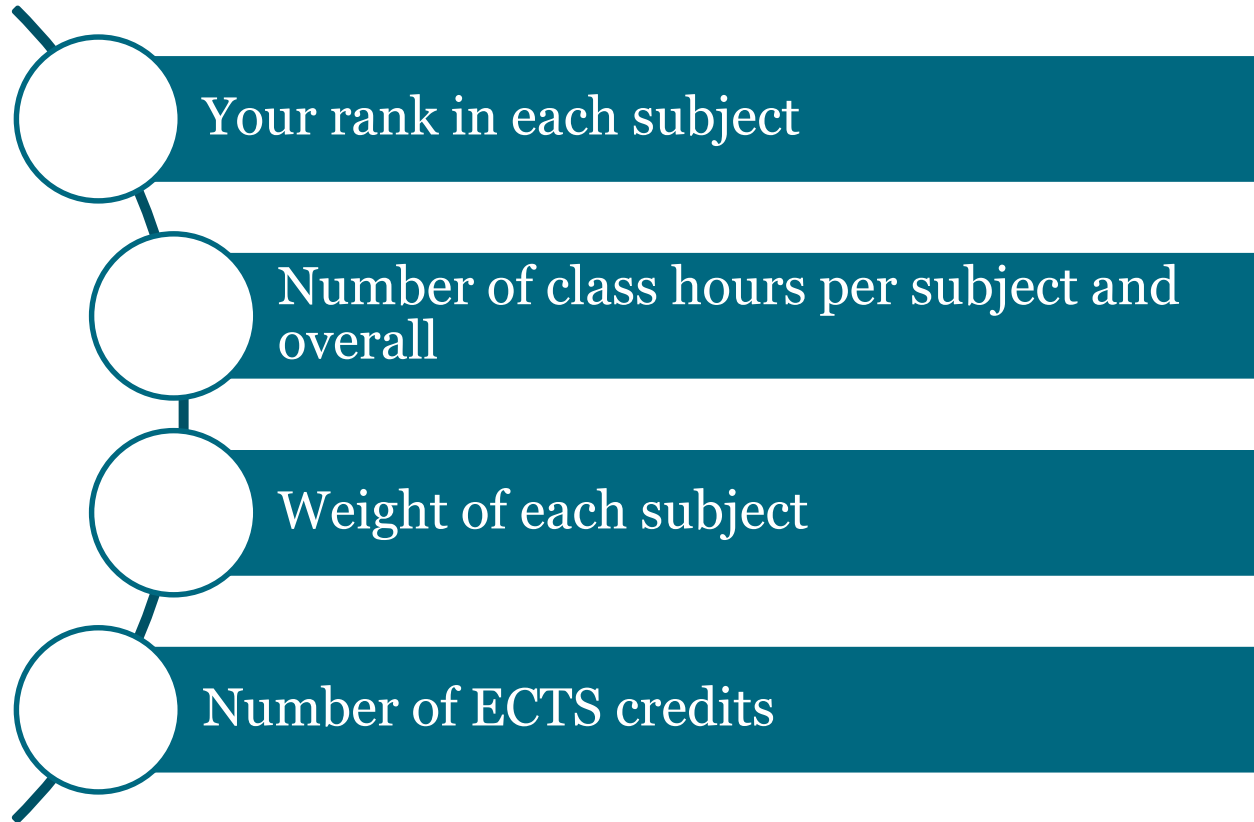 Your rank in each subject
Number of class hours per subject and
overall
Weight of each subject
Number of ECTS credits